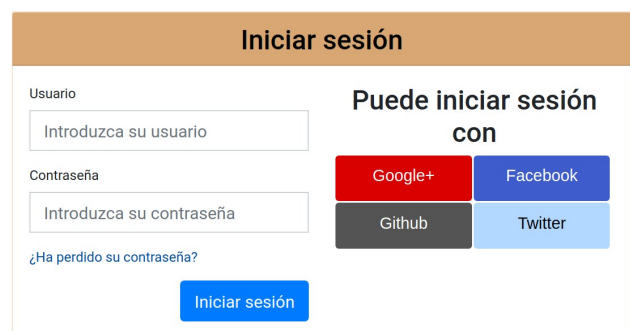 Iniciar sesión
Usuario
Introduzca su usuario
Contraseña
Introduzca su contraseña
¿Ha perdido su contraseña?
Iniciar sesión
Puede iniciar sesión
con
Google+
Facebook
Github
Twitter